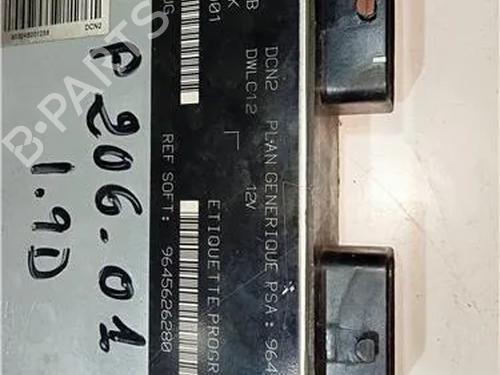 B-PARTS
DCN2
P 206.01
1.9D
DCN2 PLAN GENERIQUE PSA: 964
DWLC12
12V
ETIQUETTE PROGR
REF SOFT: 9645626280